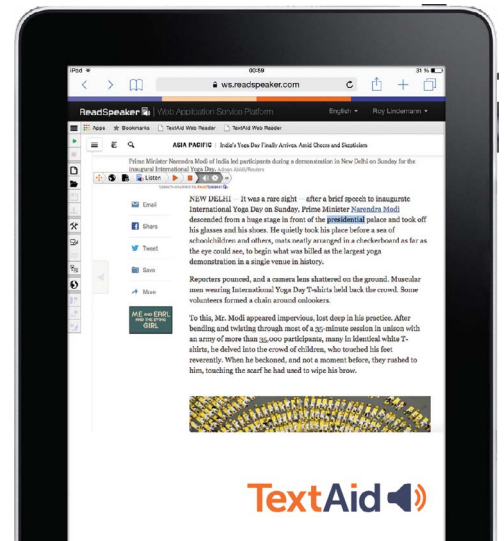 iPad
00:59
31 %
ws.readspeaker.com
ReadSpeaker Web Application Service Platform English Roy Lindemann
Apps Bookmarks TextAid Web Reader TextAid Web Reader
ASIA PACIFIC India's Yoga Day Finally Arrives, Amid Cheers and Skepticism
Prime Minister Narendra Modi of India led participants during a demonstration in New Delhi on Sunday for the
inaugural International Yoga Day. Adnan Abidi/Reuters
Listen
Email
Share
Tweet
Save
More
ME AND EARL
AND THE DYING
GIRL
NEW DELHI — It was a rare sight — after a brief speech to inaugurate
International Yoga Day on Sunday, Prime Minister Narendra Modi
descended from a huge stage in front of the presidential palace and took off
his glasses and his shoes. He quietly took his place before a sea of
schoolchildren and others, mats neatly arranged in a checkerboard as far as
the eye could see, to begin what was billed as the largest yoga
demonstration in a single venue in history.
Reporters pounced, and a camera lens shattered on the ground. Muscular
men wearing International Yoga Day T-shirts held back the crowd. Some
volunteers formed a chain around onlookers.
To this, Mr. Modi appeared impervious, lost deep in his practice. After
bending and twisting through most of a 35-minute session in unison with
an army of more than 35,000 participants, many in identical white T-
shirts, he delved into the crowd of children, who touched his feet
reverently. When he beckoned, and not a moment before, they rushed to
him, touching the scarf he had used to wipe his brow.
TextAid